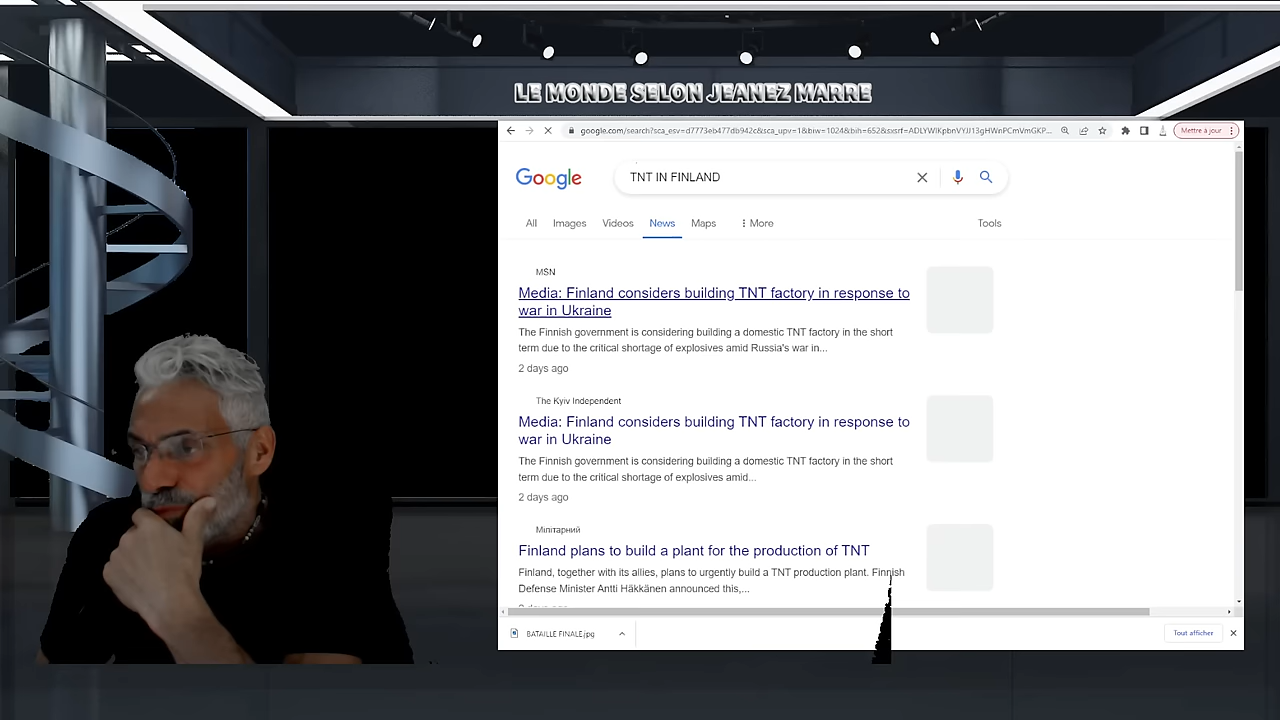 LE MONDE SELON JEANEZ MARRE
google.com/search?sca_esv=d7773eb477db942c&sca_upv=1&biw=1024&bih=652&sxsrf=
Mettre à jour
Google
TNT IN FINLAND
All Images Videos News Maps More Tools
MSN
Media: Finland considers building TNT factory in response to
war in Ukraine
The Finnish government is considering building a domestic TNT factory in the short
term due to the critical shortage of explosives amid Russia's war in...
2 days ago
The Kyiv Independent
Media: Finland considers building TNT factory in response to
war in Ukraine
The Finnish government is considering building a domestic TNT factory in the short
term due to the critical shortage of explosives amid...
2 days ago
Мілітарний
Finland plans to build a plant for the production of TNT
Finland, together with its allies, plans to urgently build a TNT production plant. Finnish
Defense Minister Antti Häkkänen announced this,...
BATAILLE FINALE.jpg
Tout afficher